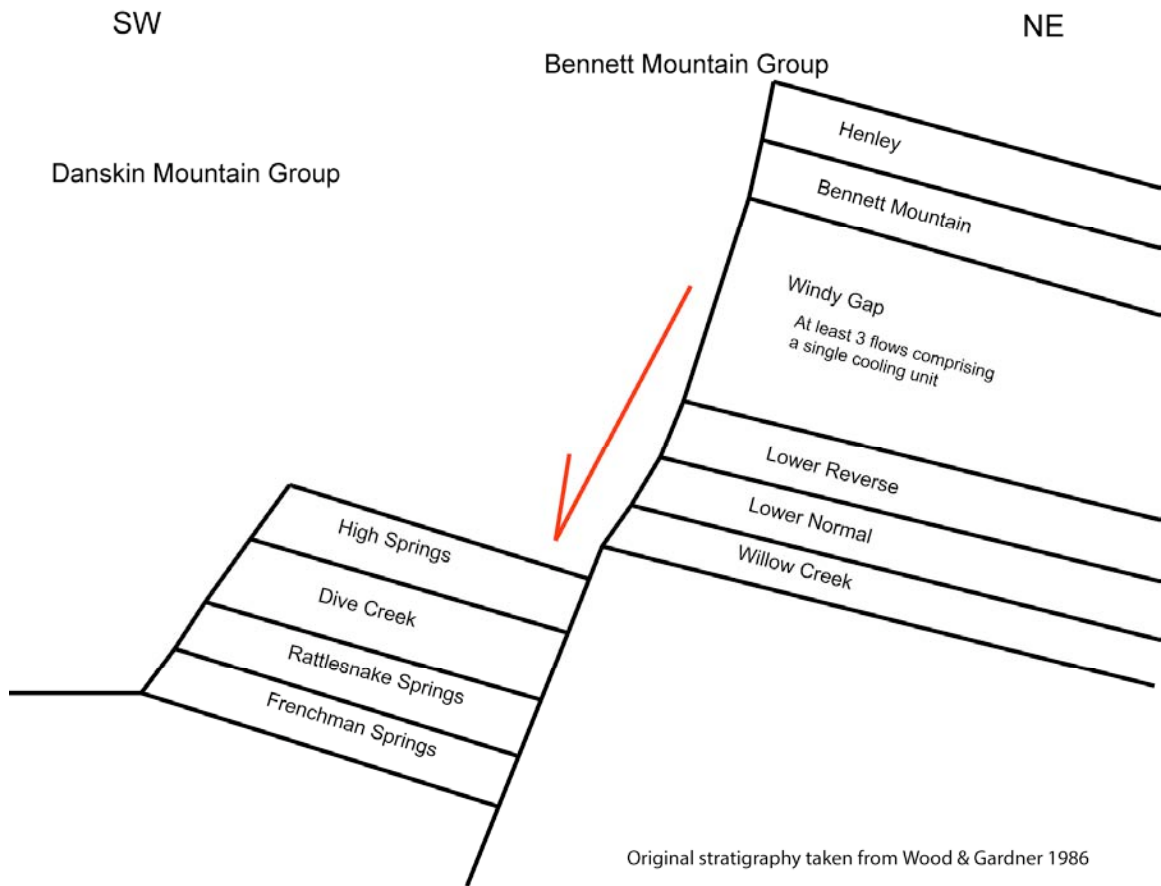 SW
NE
Bennett Mountain Group
Danskin Mountain Group
Henley
Bennett Mountain
Windy Gap
At least 3 flows comprising
a single cooling unit
Lower Reverse
Lower Normal
Willow Creek
High Springs
Dive Creek
Rattlesnake Springs
Frenchman Springs
Original stratigraphy taken from Wood & Gardner 1986